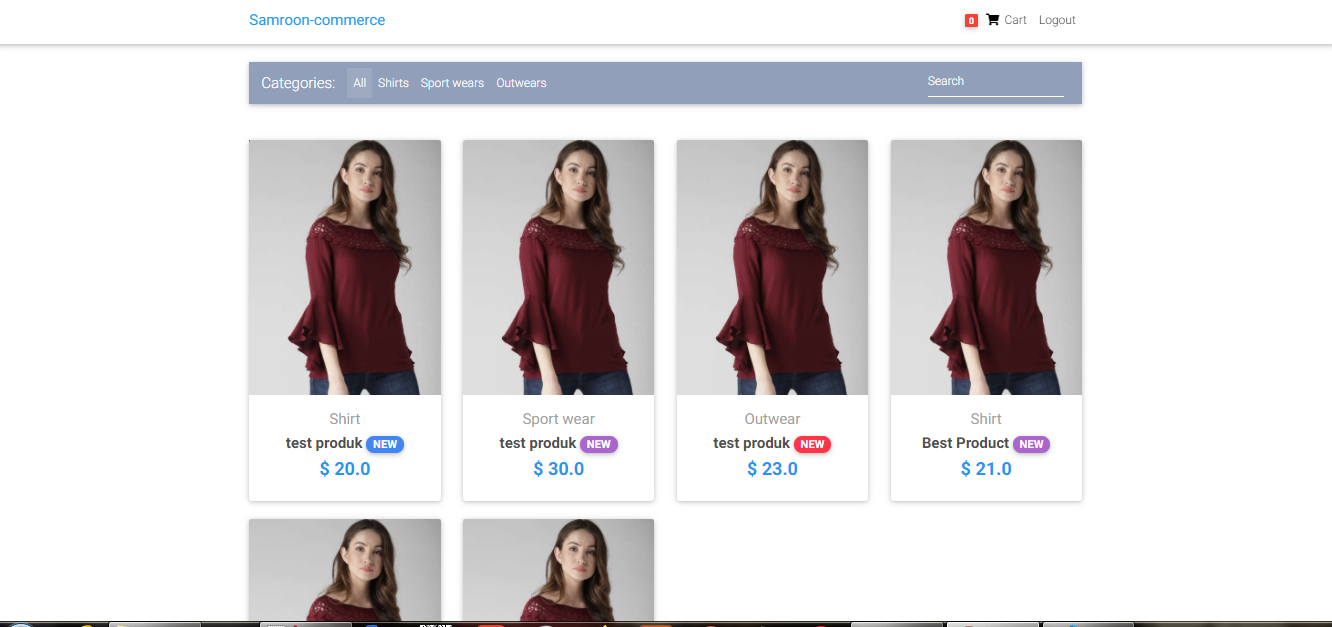 Samroon-commerce
0 Cart Logout
Categories: All Shirts Sport wears Outwears Search
Shirt
test produk NEW
$ 20.0
Sport wear
test produk NEW
$ 30.0
Outwear
test produk NEW
$ 23.0
Shirt
Best Product NEW
$ 21.0